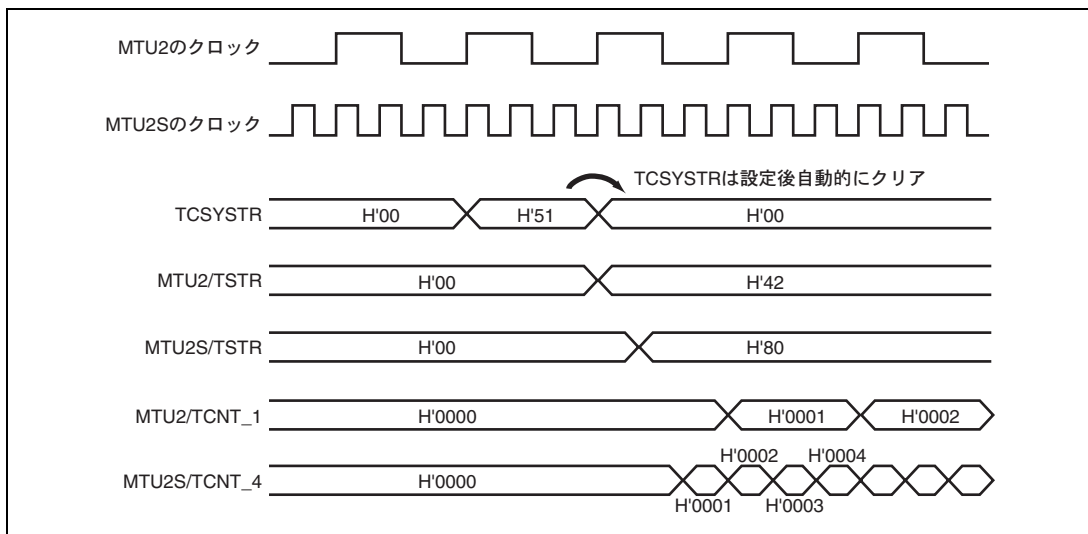 MTU2のクロック
MTU2Sのクロック
TCSYSTRは設定後自動的にクリア
TCSYSTR H'00 H'51 H'00
MTU2/TSTR H'00 H'42
MTU2S/TSTR H'00 H'80
MTU2/TCNT_1 H'0000 H'0001 H'0002
H'0002 H'0004
MTU2S/TCNT_4 H'0000
H'0001 H'0003